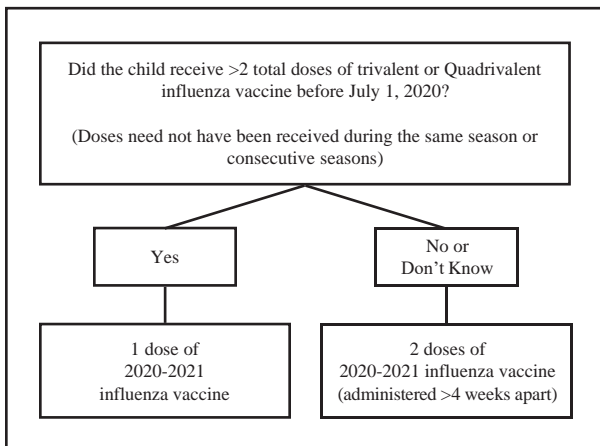 Did the child receive >2 total doses of trivalent or Quadrivalent
influenza vaccine before July 1, 2020?
(Doses need not have been received during the same season or
consecutive seasons)
Yes
No or
Don't Know
1 dose of
2020-2021
influenza vaccine
2 doses of
2020-2021 influenza vaccine
(administered >4 weeks apart)